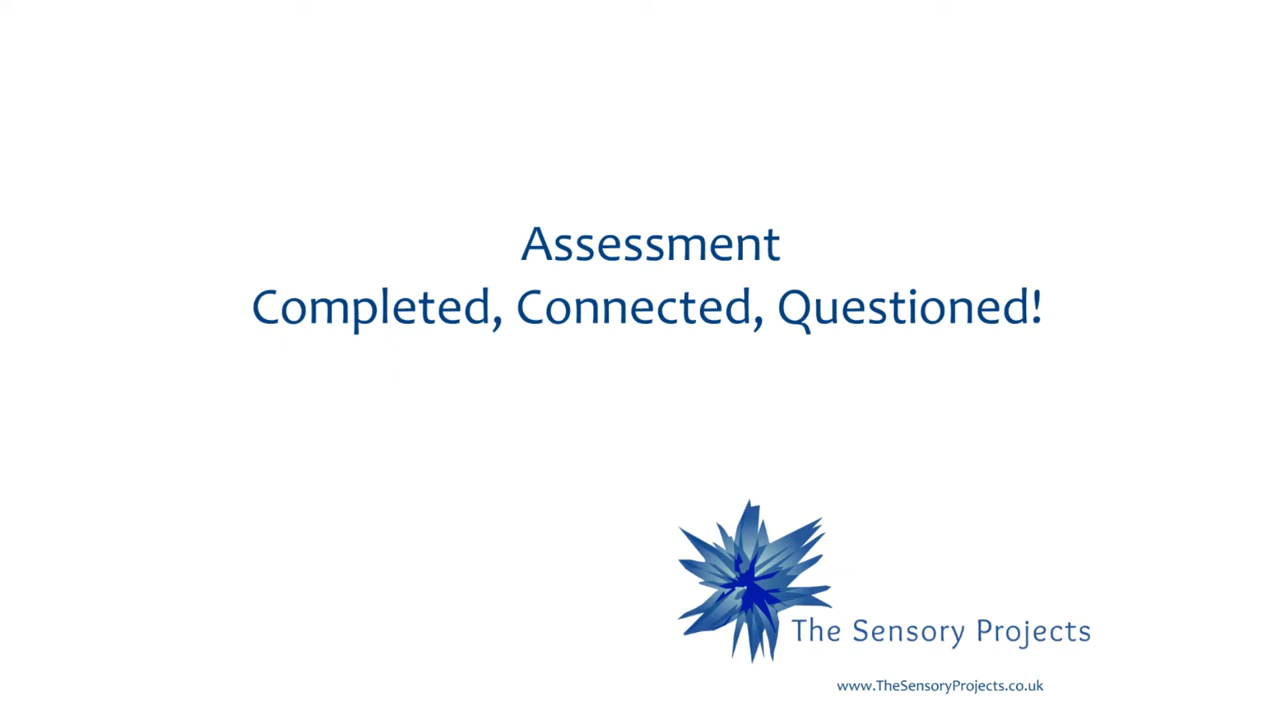 Assessment
Completed, Connected, Questioned!
The Sensory Projects
www.TheSensoryProjects.co.uk